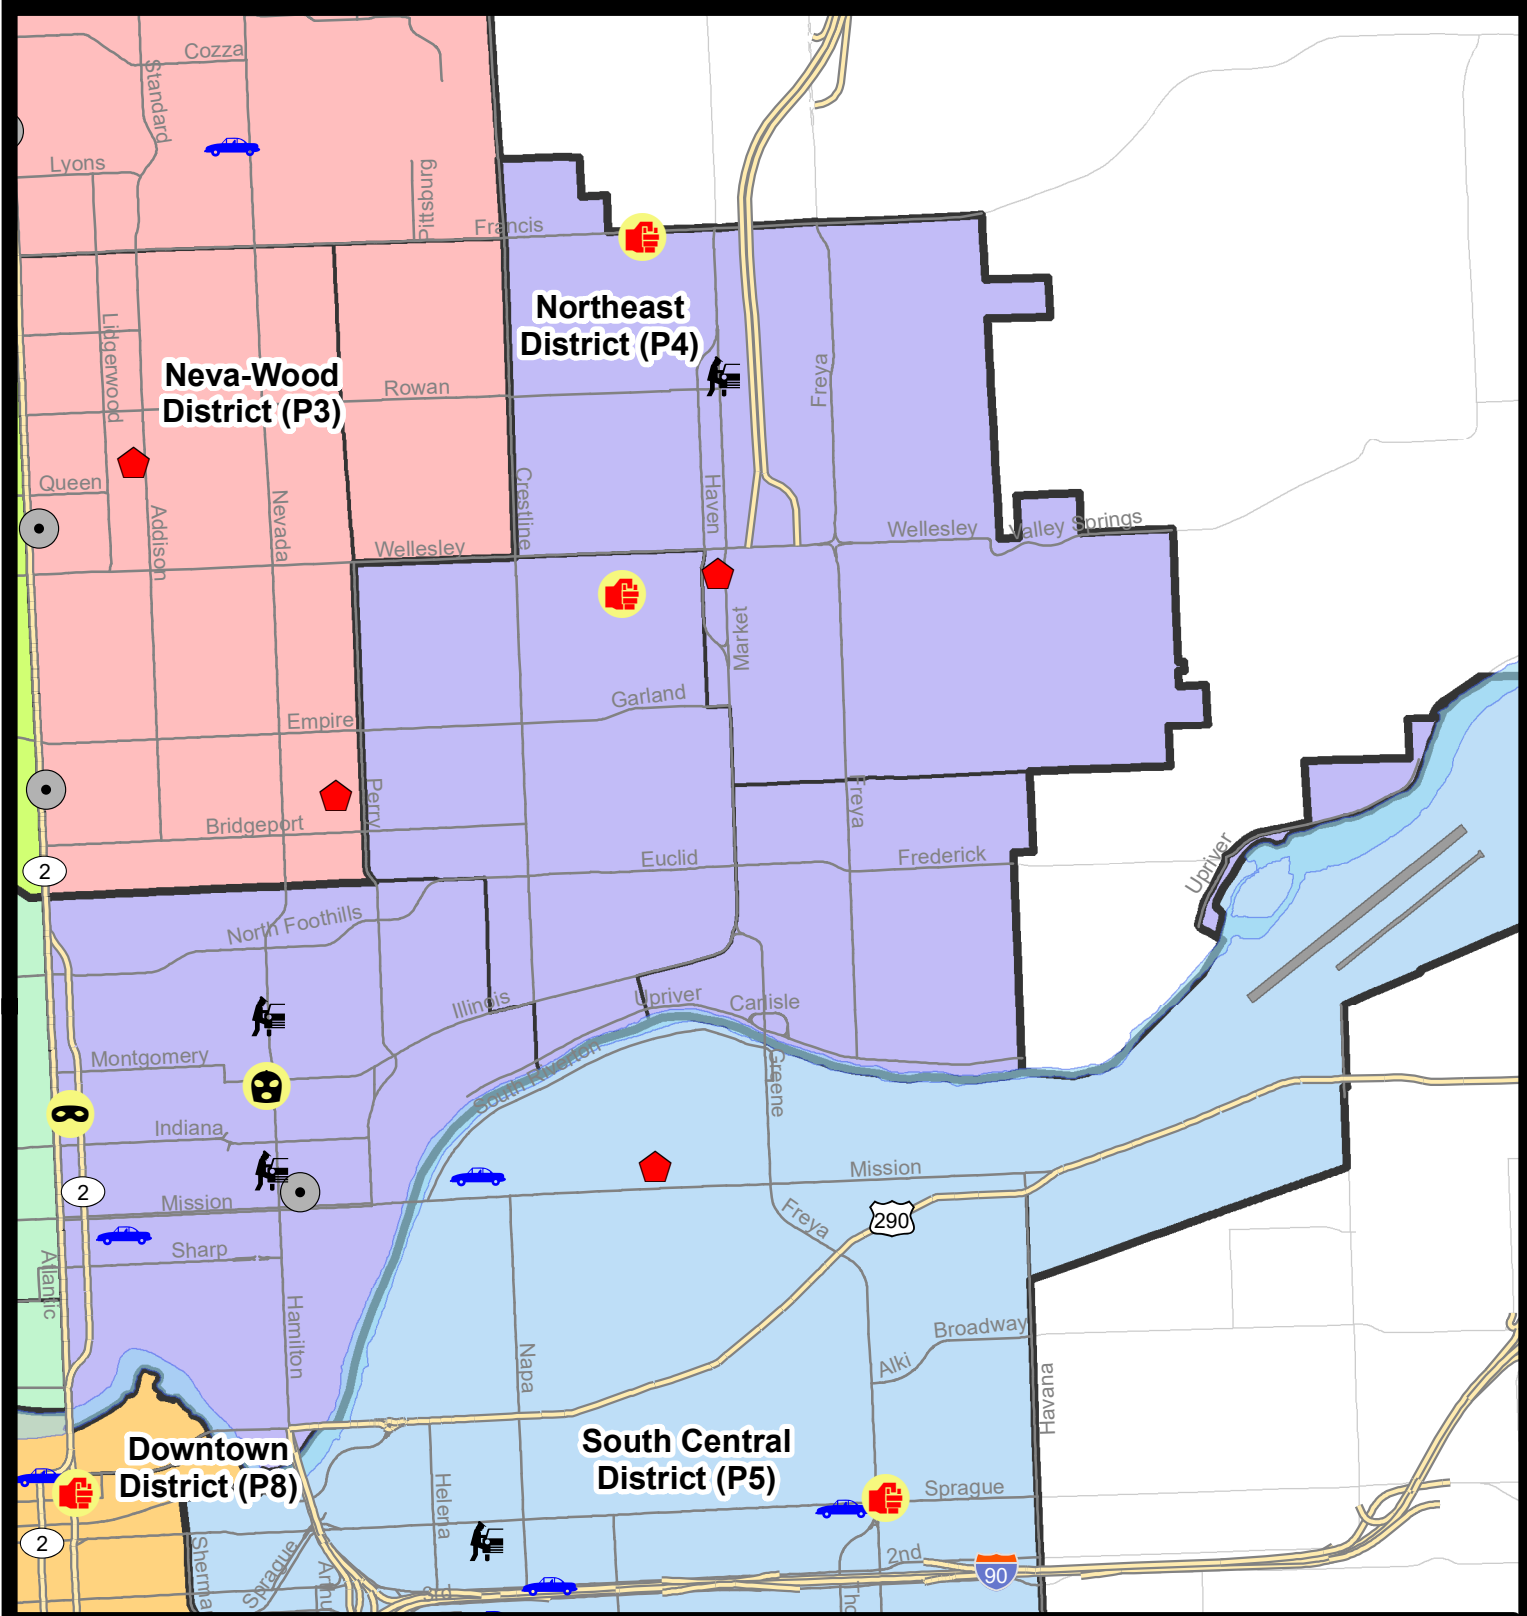 Cozza
Standard
Lyons
Pittsburg
Francis
Northeast
District (P4)
Lidgerwood
Neva-Wood
District (P3)
Rowan
Freya
Queen
Addison
Nevada
Crestline
Haven
Wellesley
Wellesley
Valley Springs
Market
Garland
Empire
Perry
Freya
Bridgeport
Euclid
Frederick
Upriver
2
North Foothills
Illinois
Upriver
Carlisle
Montgomery
South Riverton
Greene
Indiana
Mission
2
Mission
Freya
290
Sharp
Atlantic
Hamilton
Broadway
Alki
Napa
Havana
Downtown
District (P8)
South Central
District (P5)
Helena
Sprague
2
Sprague
2nd
90
3rd